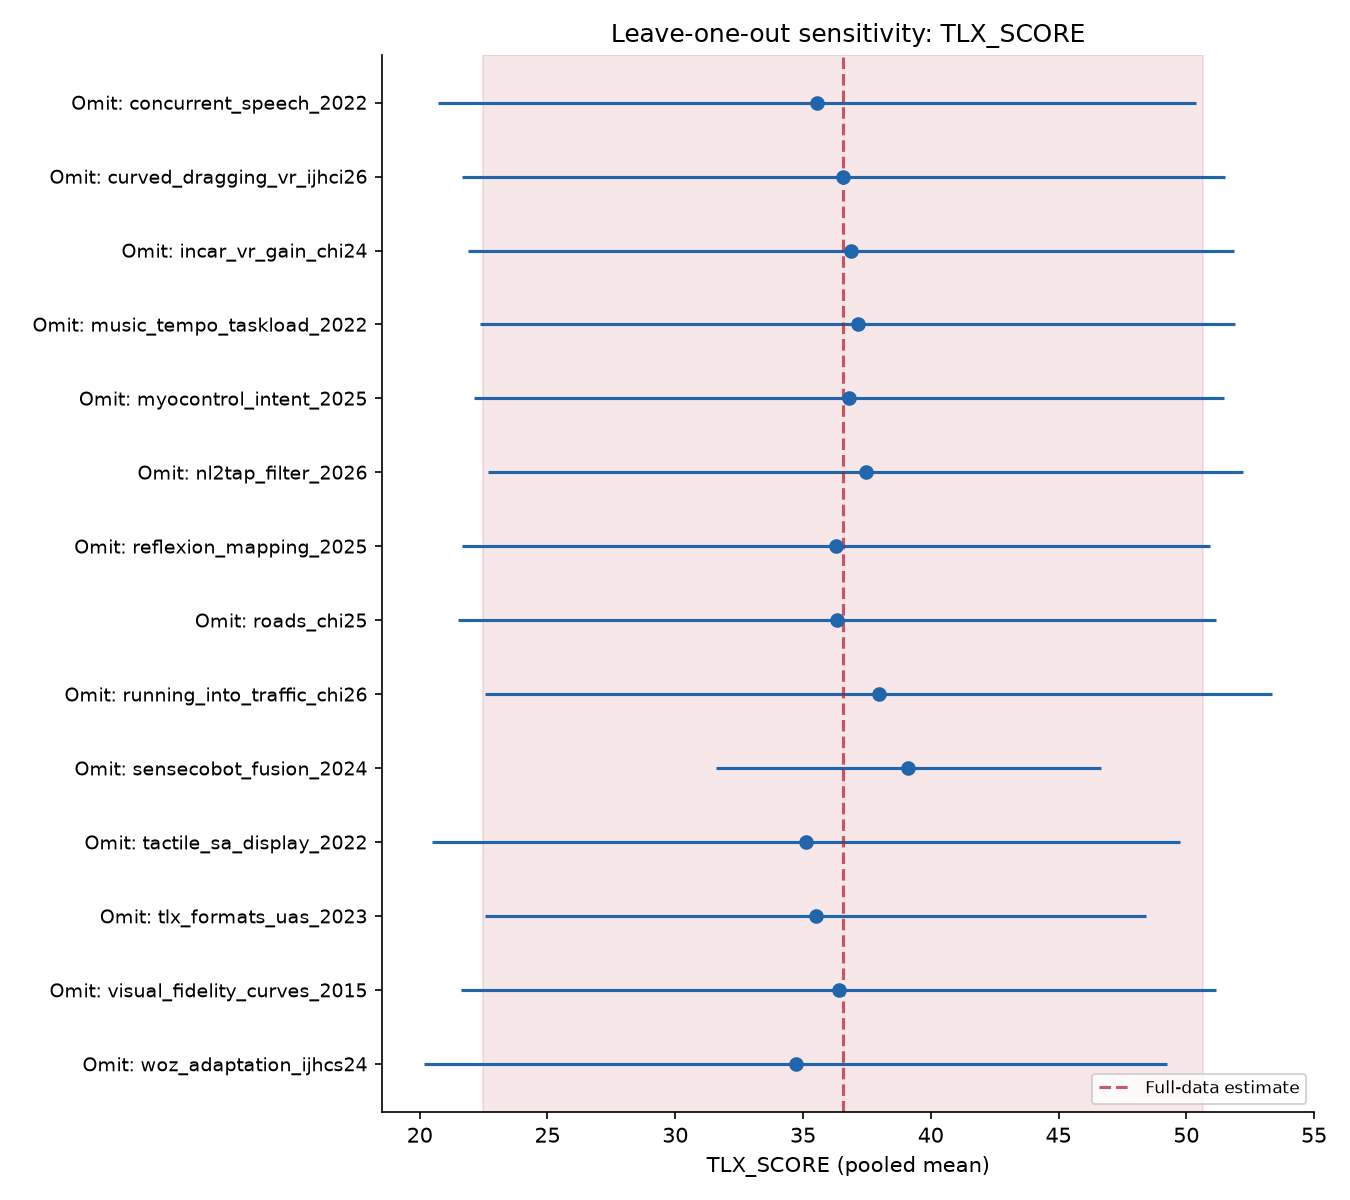 Leave-one-out sensitivity: TLX_SCORE
Omit: concurrent_speech_2022
Omit: curved_dragging_vr_ijhci26
Omit: incar_vr_gain_chi24
Omit: music_tempo_taskload_2022
Omit: myocontrol_intent_2025
Omit: nl2tap_filter_2026
Omit: reflexion_mapping_2025
Omit: roads_chi25
Omit: running_into_traffic_chi26
Omit: sensecobot_fusion_2024
Omit: tactile_sa_display_2022
Omit: tlx_formats_uas_2023
Omit: visual_fidelity_curves_2015
Omit: woz_adaptation_ijhcs24
Full-data estimate
20 25 30 35 40 45 50 55
TLX_SCORE (pooled mean)